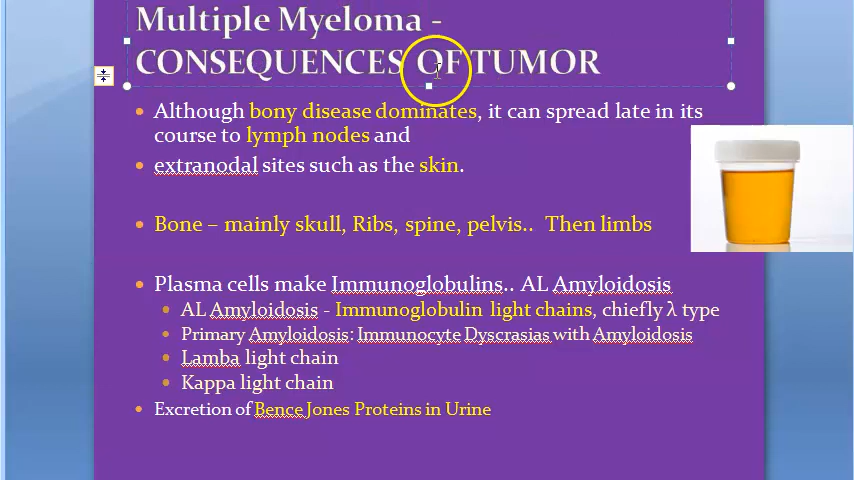 Multiple Myeloma -
CONSEQUENCES OF TUMOR
Although bony disease dominates, it can spread late in its
course to lymph nodes and
extranodal sites such as the skin.
Bone – mainly skull, Ribs, spine, pelvis.. Then limbs
Plasma cells make Immunoglobulins.. AL Amyloidosis
AL Amyloidosis - Immunoglobulin light chains, chiefly λ type
Primary Amyloidosis: Immunocyte Dyscrasias with Amyloidosis
Lamba light chain
Kappa light chain
Excretion of Bence Jones Proteins in Urine